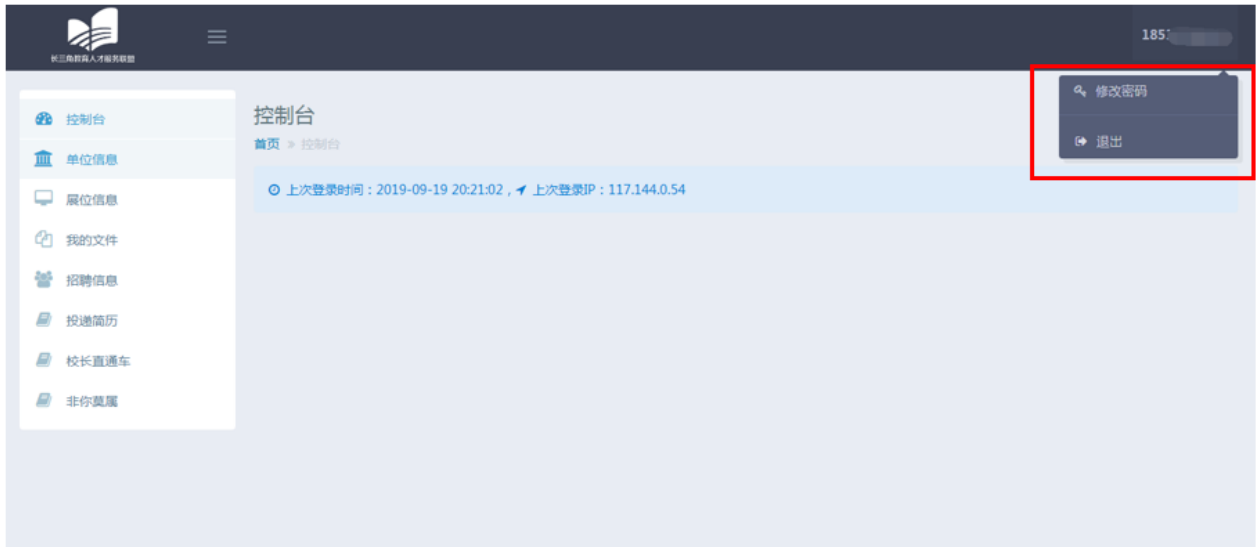 长三角教育人才服务联盟
185
修改密码
退出
控制台
单位信息
展位信息
我的文件
招聘信息
投递简历
校长直通车
非你莫属
控制台
首页 » 控制台
上次登录时间：2019-09-19 20:21:02 , 上次登录IP：117.144.0.54